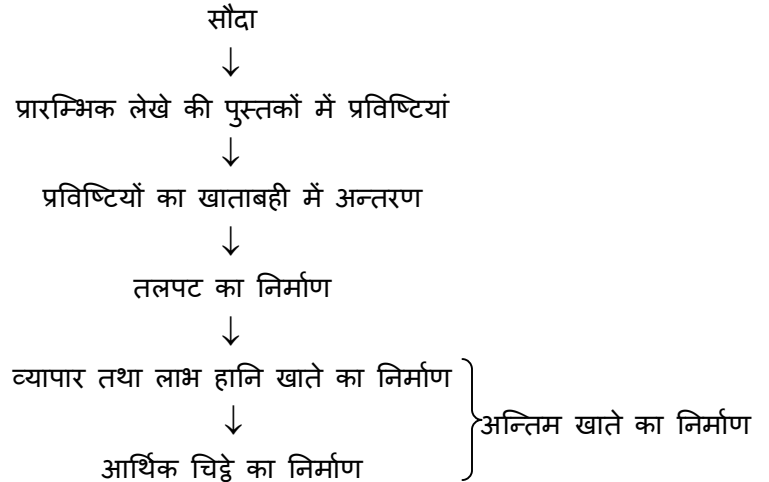 सौदा
↓
प्रारम्भिक लेखे की पुस्तकों में प्रविष्टियां
↓
प्रविष्टियों का खाताबही में अन्तरण
↓
तलपट का निर्माण
↓
व्यापार तथा लाभ हानि खाते का निर्माण
↓
अन्तिम खाते का निर्माण
आर्थिक चिट्ठे का निर्माण